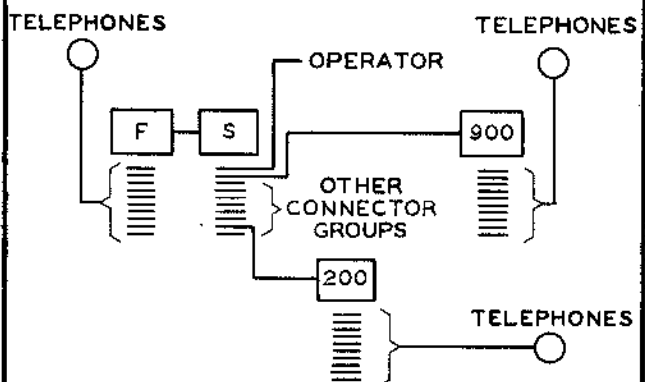 TELEPHONES
TELEPHONES
OPERATOR
F
S
900
OTHER
CONNECTOR
GROUPS
200
TELEPHONES